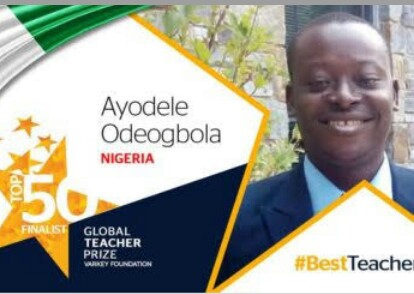 Ayodele
Odeogbola
NIGERIA
TOP
50
FINALIST
GLOBAL
TEACHER
PRIZE
VARKEY FOUNDATION
#BestTeacher